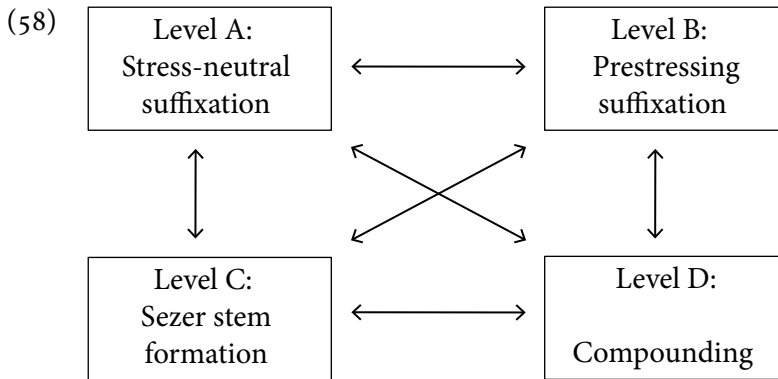 (58)
Level A:
Stress-neutral
suffixation
Level B:
Prestressing
suffixation
Level C:
Sezer stem
formation
Level D:
Compounding